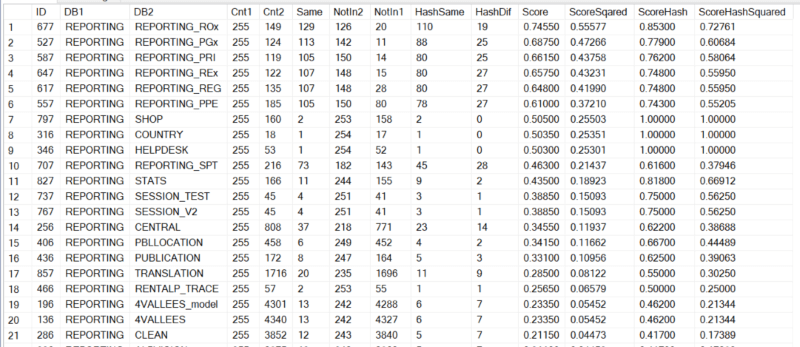 ID DB1 DB2 Cnt1 Cnt2 Same NotIn2 NotIn1 HashSame HashDif Score ScoreSqared ScoreHash ScoreHashSquared
1 677 REPORTING REPORTING_ROx 255 149 129 126 20 110 19 0.74550 0.55577 0.85300 0.72761
2 527 REPORTING REPORTING_PGx 255 124 113 142 11 88 25 0.68750 0.47266 0.77900 0.60684
3 587 REPORTING REPORTING_PRI 255 119 105 150 14 80 25 0.66150 0.43758 0.76200 0.58064
4 647 REPORTING REPORTING_REx 255 122 107 148 15 80 27 0.65750 0.43231 0.74800 0.55950
5 617 REPORTING REPORTING_REG 255 135 107 148 28 80 27 0.64800 0.41990 0.74800 0.55950
6 557 REPORTING REPORTING_PPE 255 185 105 150 80 78 27 0.61000 0.37210 0.74300 0.55205
7 797 REPORTING SHOP 255 160 2 253 158 2 0 0.50500 0.25503 1.00000 1.00000
8 316 REPORTING COUNTRY 255 18 1 254 17 1 0 0.50350 0.25351 1.00000 1.00000
9 346 REPORTING HELPDESK 255 53 1 254 52 1 0 0.50300 0.25301 1.00000 1.00000
10 707 REPORTING REPORTING_SPT 255 216 73 182 143 45 28 0.46300 0.21437 0.61600 0.37946
11 827 REPORTING STATS 255 166 11 244 155 9 2 0.43500 0.18923 0.81800 0.66912
12 737 REPORTING SESSION_TEST 255 45 4 251 41 3 1 0.38850 0.15093 0.75000 0.56250
13 767 REPORTING SESSION_V2 255 45 4 251 41 3 1 0.38850 0.15093 0.75000 0.56250
14 256 REPORTING CENTRAL 255 808 37 218 771 23 14 0.34550 0.11937 0.62200 0.38688
15 406 REPORTING PBLLOCATION 255 458 6 249 452 4 2 0.34150 0.11662 0.66700 0.44489
16 436 REPORTING PUBLICATION 255 172 8 247 164 5 3 0.33100 0.10956 0.62500 0.39063
17 857 REPORTING TRANSLATION 255 1716 20 235 1696 11 9 0.28500 0.08122 0.55000 0.30250
18 466 REPORTING RENTALP_TRACE 255 57 2 253 55 1 1 0.25650 0.06579 0.50000 0.25000
19 196 REPORTING 4VALLEES_model 255 4301 13 242 4288 6 7 0.23350 0.05452 0.46200 0.21344
20 136 REPORTING 4VALLEES 255 4340 13 242 4327 6 7 0.23350 0.05452 0.46200 0.21344
21 286 REPORTING CLEAN 255 3852 12 243 3840 5 7 0.21150 0.04473 0.41700 0.17389